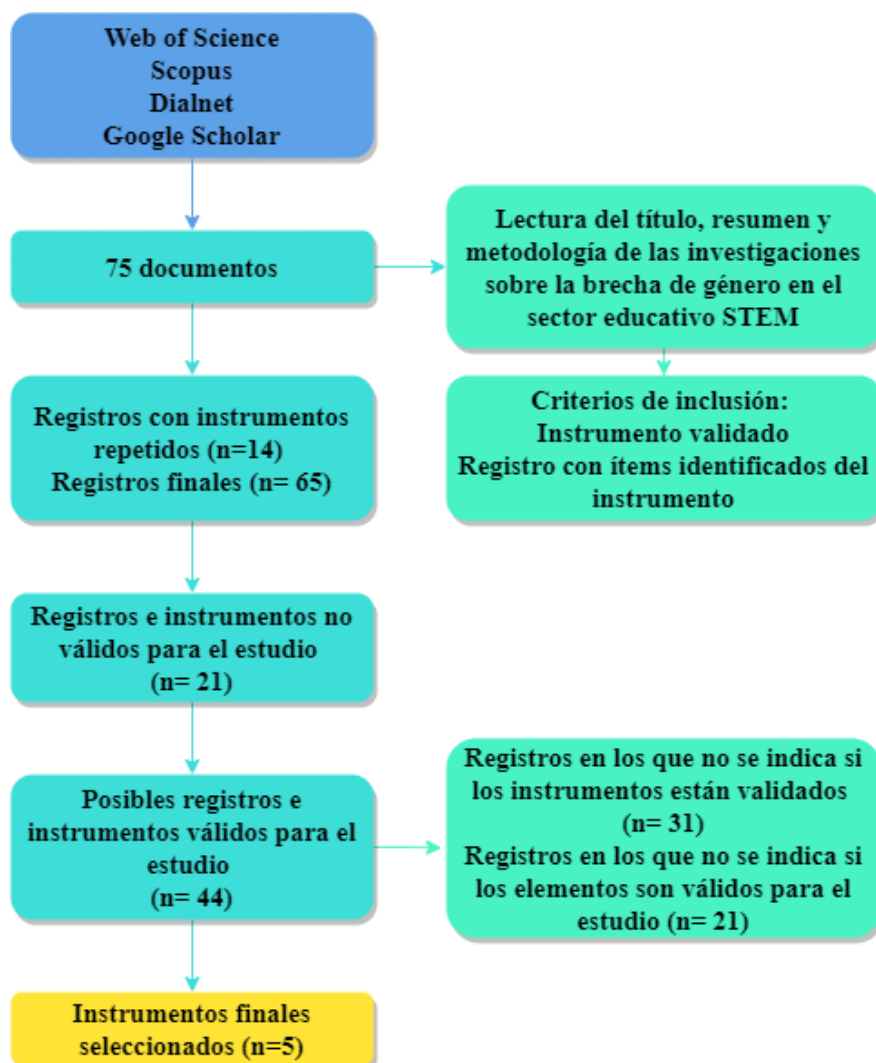 Web of Science
Scopus
Dialnet
Google Scholar
75 documentos
Lectura del título, resumen y
metodología de las investigaciones
sobre la brecha de género en el
sector educativo STEM
Registros con instrumentos
repetidos (n=14)
Registros finales (n= 65)
Criterios de inclusión:
Instrumento validado
Registro con ítems identificados del
instrumento
Registros e instrumentos no
válidos para el estudio
(n= 21)
Posibles registros e
instrumentos válidos para el
estudio
(n= 44)
Registros en los que no se indica si
los instrumentos están validados
(n= 31)
Registros en los que no se indica si
los elementos son válidos para el
estudio (n= 21)
Instrumentos finales
seleccionados (n=5)